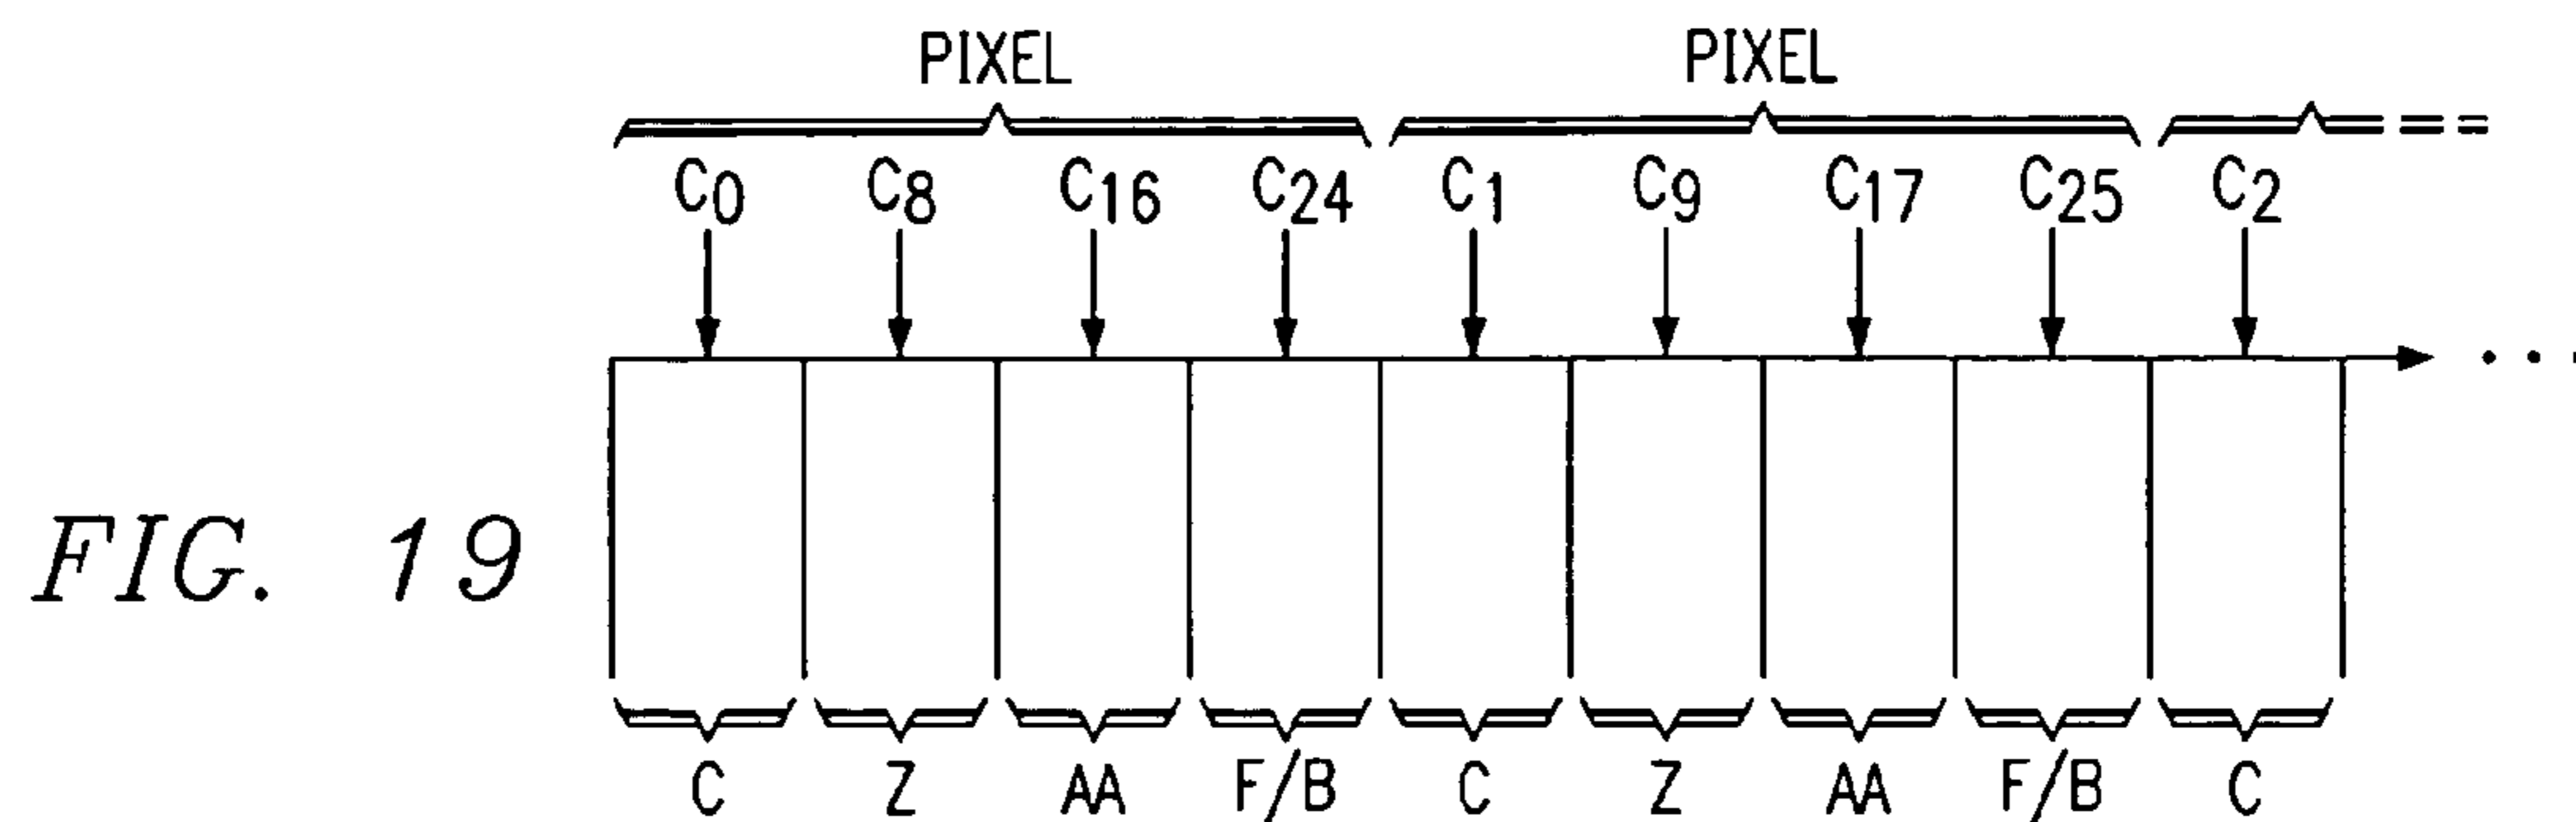 PIXEL PIXEL
C0 C8 C16 C24 C1 C9 C17 C25 C2
FIG. 19
C Z AA F/B C Z AA F/B C